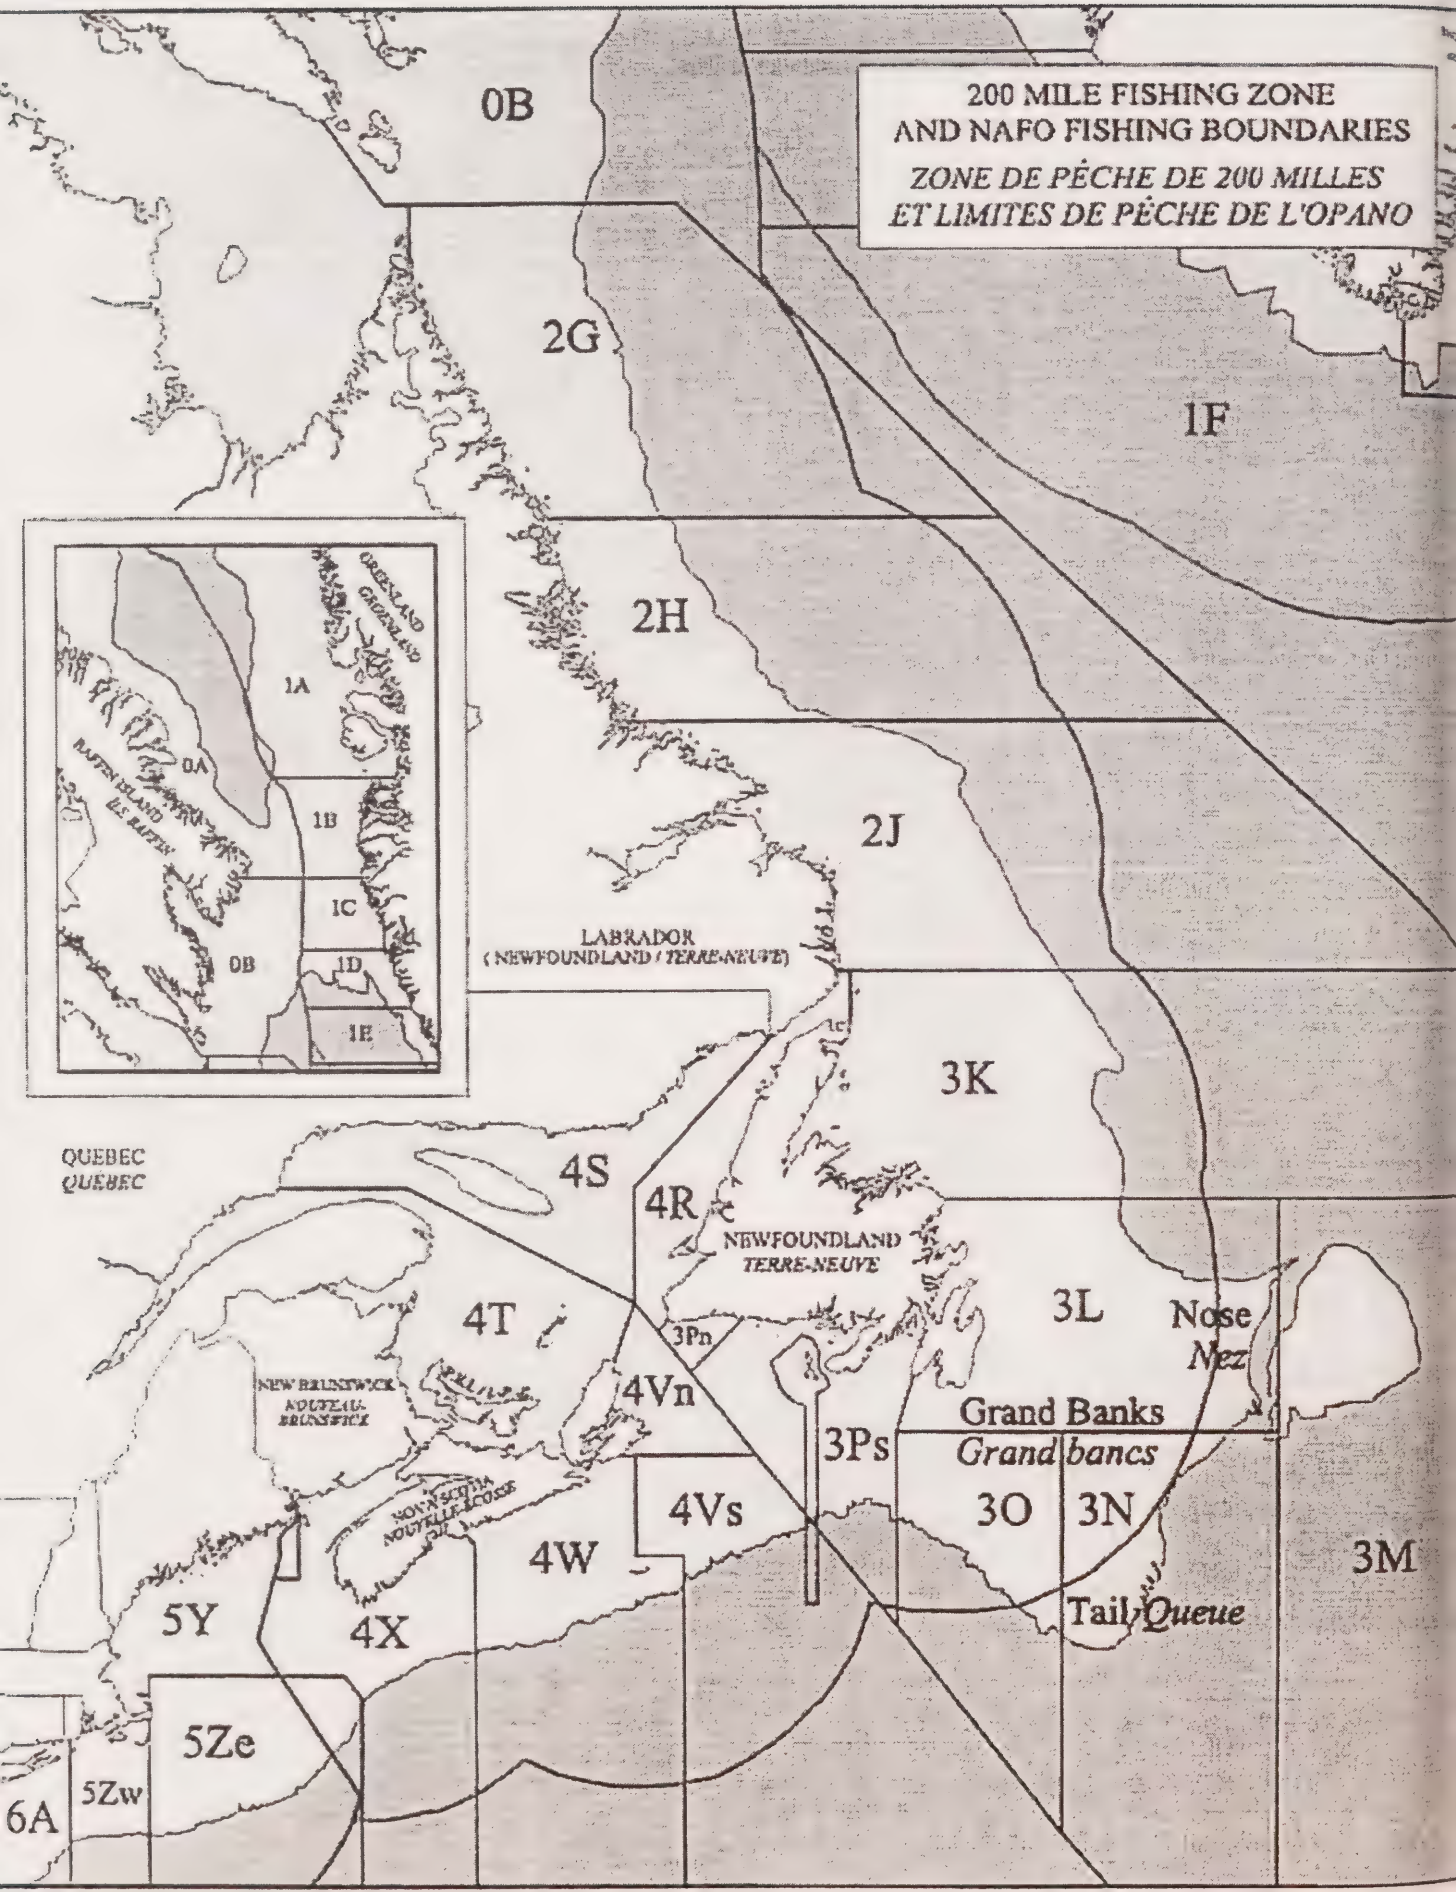 0B
200 MILE FISHING ZONE
AND NAFO FISHING BOUNDARIES
ZONE DE PÊCHE DE 200 MILLES
ET LIMITES DE PÊCHE DE L'OPANO
2G
1F
2H
GREENLAND
GROENLAND
1A
0A
BAFFIN ISLAND
ILE BAFFIN
1B
1C
0B
1D
1E
2J
LABRADOR
( NEWFOUNDLAND / TERRE-NEUVE)
3K
QUEBEC
QUÉBEC
4S
4R
NEWFOUNDLAND
TERRE-NEUVE
4T
3Pn
3L
Nose
Nez
NEW BRUNSWICK
NOUVEAU-
BRUNSWICK
P.E.I./I.P.E.
4Vn
Grand Banks
Grand bancs
3Ps
NOVA SCOTIA
NOUVELLE-ÉCOSSE
4Vs
3O
3N
4W
3M
5Y
4X
Tail/Queue
5Ze
5Zw
6A